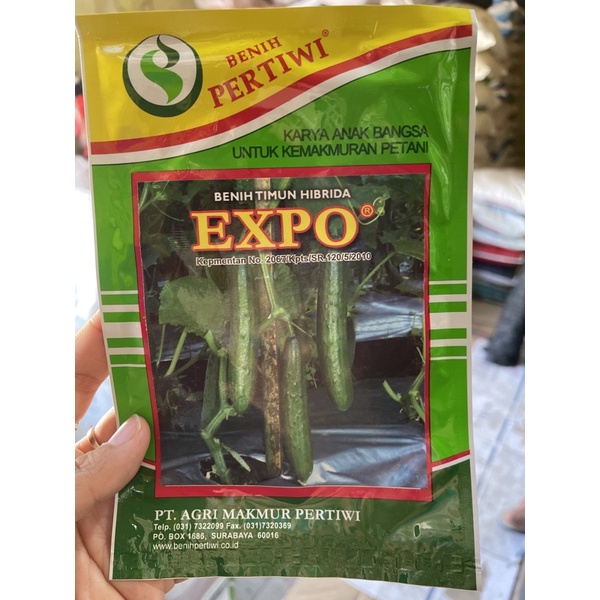 BENIH
PERTIWI®
KARYA ANAK BANGSA
UNTUK KEMAKMURAN PETANI
BENIH TIMUN HIBRIDA
EXPO®
Kepmentan No. 2067/Kpts/SR.120/5/2010
PT. AGRI MAKMUR PERTIWI
Telp. (031) 7322099 Fax. (031)7320369
PO. BOX 1686, SURABAYA 60016
www.benihpertiwi.co.id